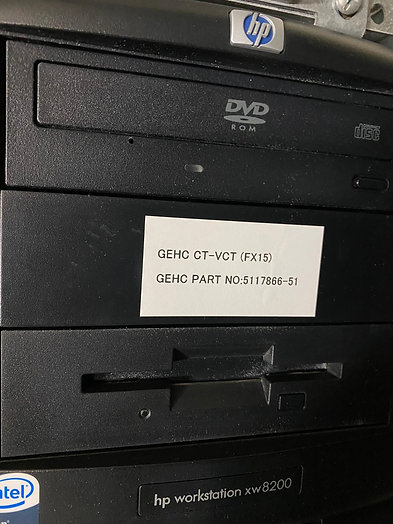 hp
DVD
ROM
disc
GEHC CT-VCT (FX15)
GEHC PART NO:5117866-51
intel
hp workstation xw8200